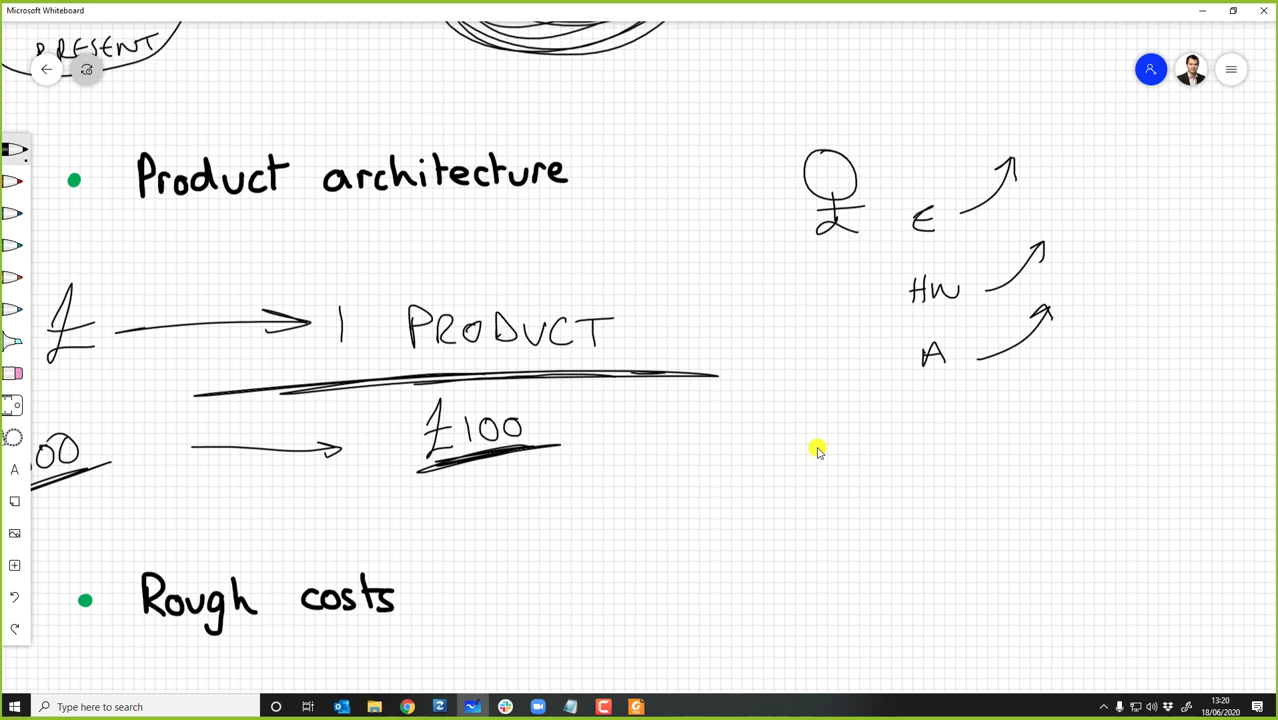 Microsoft Whiteboard
PRESENT
• Product architecture
£
E
HW
A
£ → 1 PRODUCT
00 → £100
• Rough costs
A
Type here to search
13:20
18/06/2020